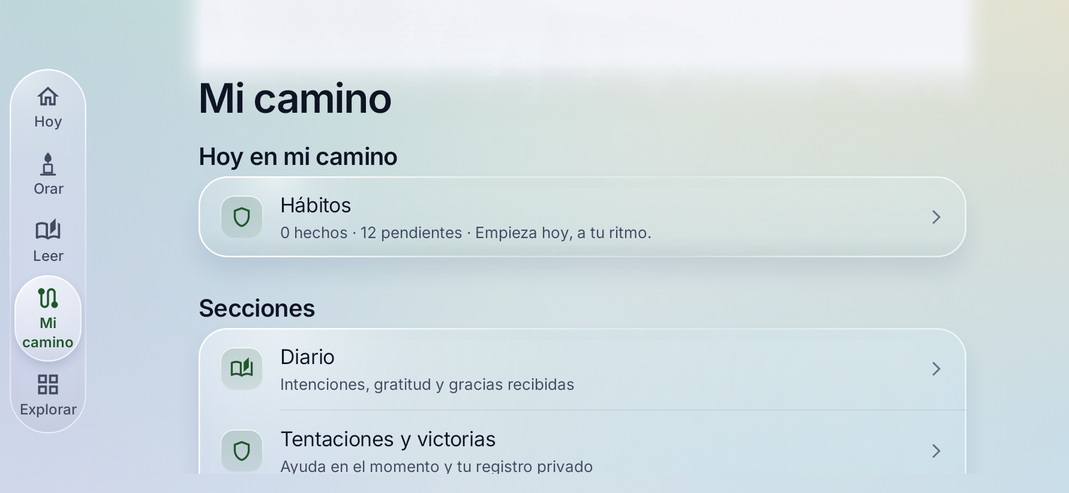 Mi camino
Hoy en mi camino
Hábitos
0 hechos · 12 pendientes · Empieza hoy, a tu ritmo.
Secciones
Diario
Intenciones, gratitud y gracias recibidas
Tentaciones y victorias
Ayuda en el momento y tu registro privado
Hoy
Orar
Leer
Mi
camino
Explorar